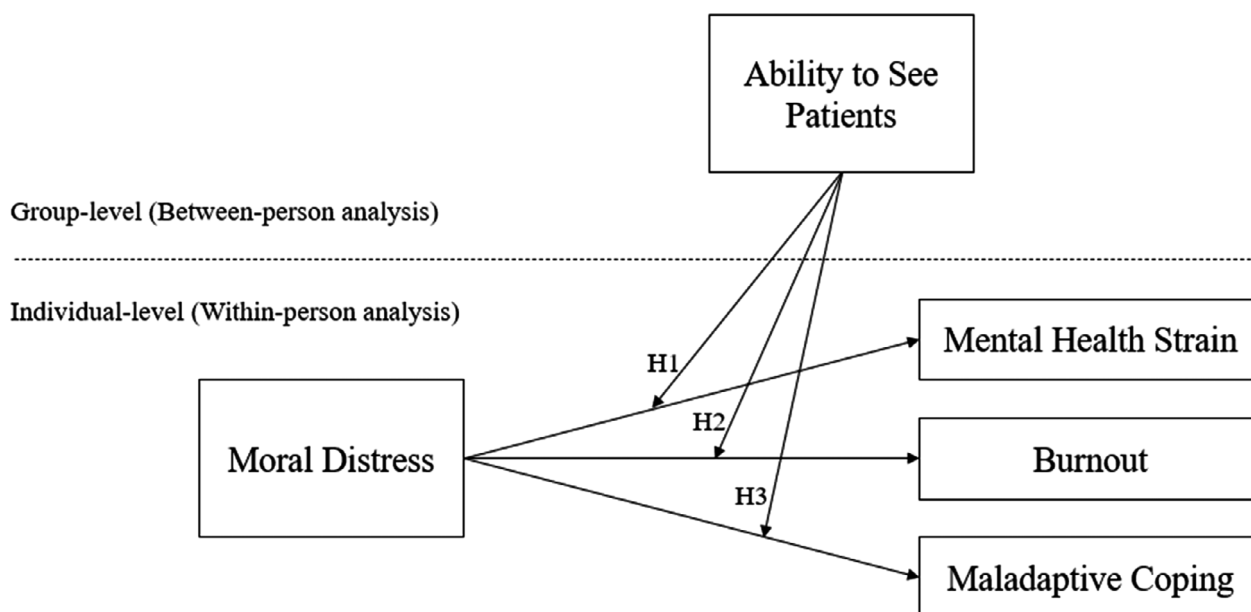 Ability to See
Patients
Group-level (Between-person analysis)
Individual-level (Within-person analysis)
Mental Health Strain
H1
H2
Moral Distress
Burnout
H3
Maladaptive Coping